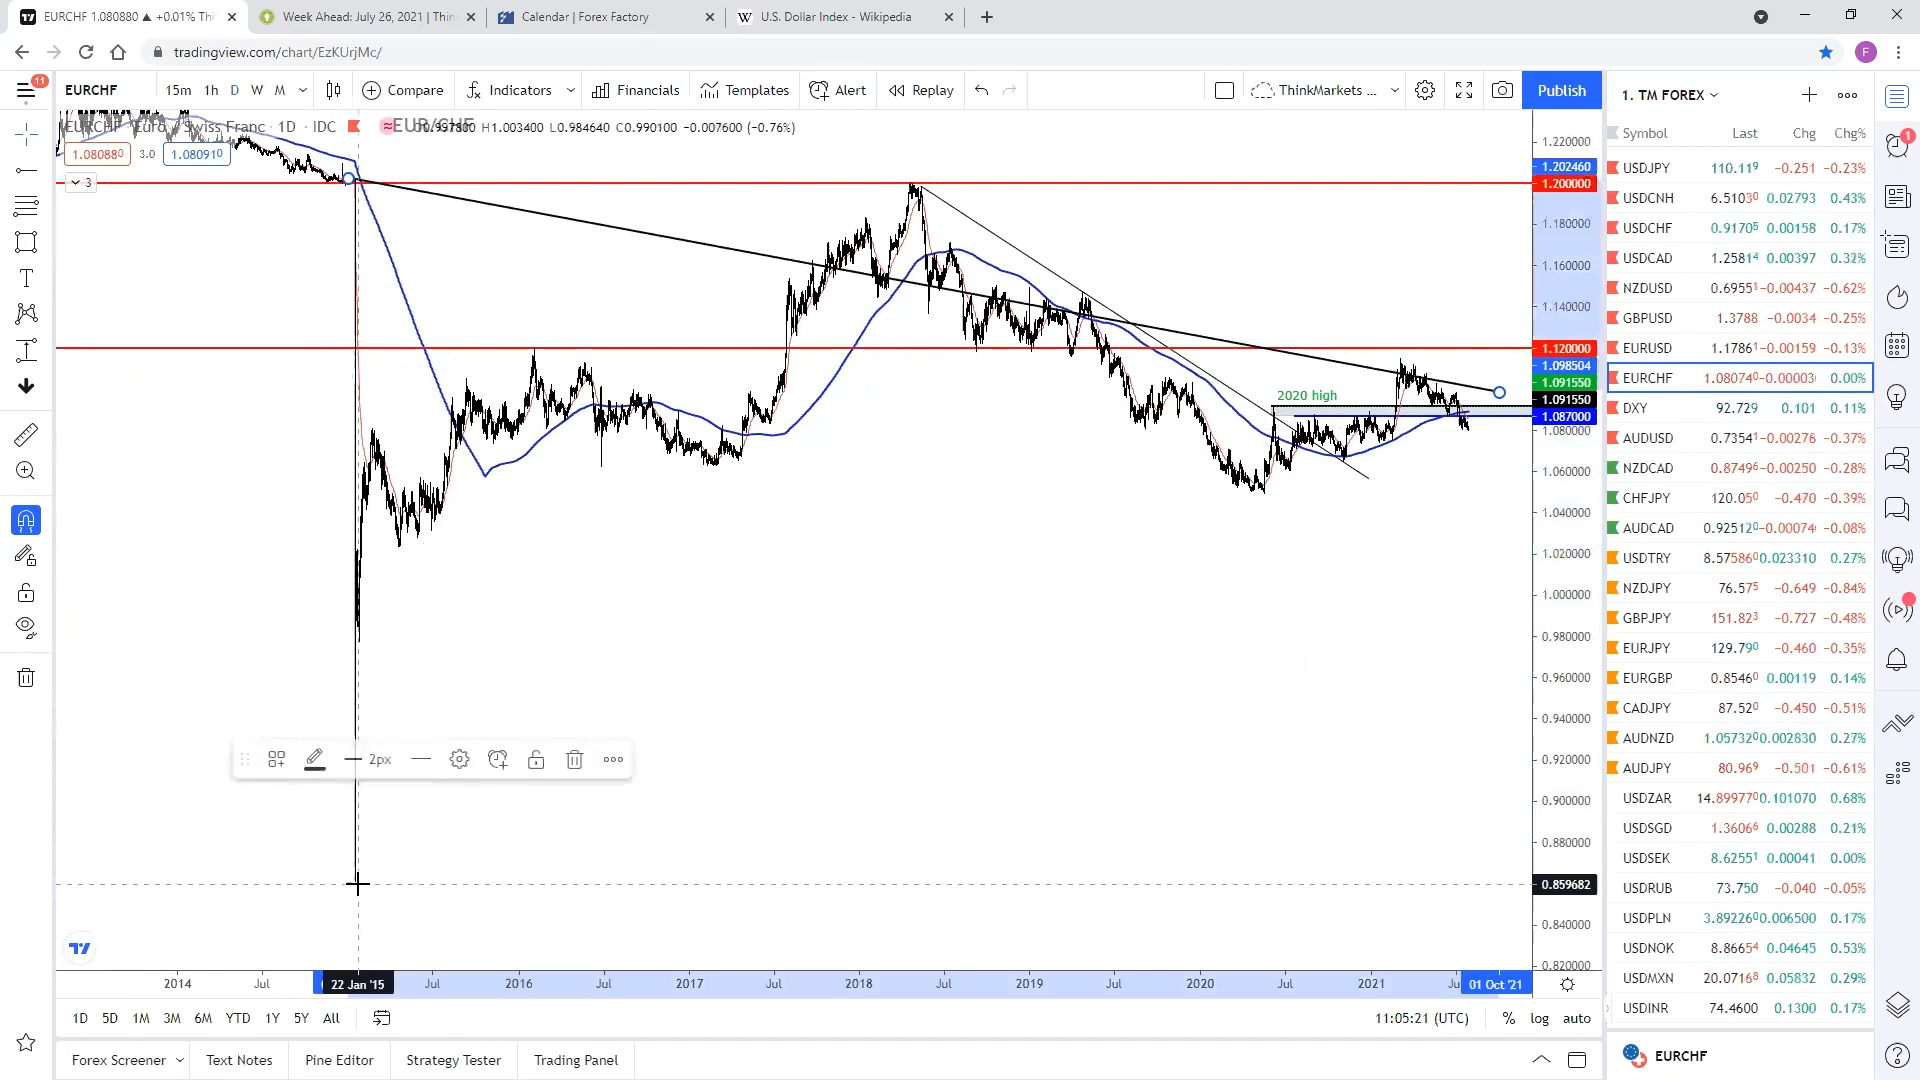 EURCHF 1.080880 ▲ +0.01% Thi
Week Ahead: July 26, 2021 | Thin
Calendar | Forex Factory
U.S. Dollar Index - Wikipedia
tradingview.com/chart/EzKUrjMc/
F
11
EURCHF
15m
1h
D
W
M
Compare
Indicators
Financials
Templates
Alert
Replay
ThinkMarkets ...
Publish
EURCHF · Euro / Swiss Franc · 1D · IDC
EUR/CHF
O0.997800 H1.003400 L0.984640 C0.990100 −0.007600 (−0.76%)
1.080880
3.0
1.080910
3
2020 high
2px
1.220000
1.202460
1.200000
1.180000
1.160000
1.140000
1.120000
1.098504
1.091550
1.091550
1.087000
1.080000
1.060000
1.040000
1.020000
1.000000
0.980000
0.960000
0.940000
0.920000
0.900000
0.880000
0.859682
0.840000
0.820000
2014
Jul
22 Jan '15
Jul
2016
Jul
2017
Jul
2018
Jul
2019
Jul
2020
Jul
2021
Ju
01 Oct '21
1D
5D
1M
3M
6M
YTD
1Y
5Y
All
11:05:21 (UTC)
%
log
auto
Forex Screener
Text Notes
Pine Editor
Strategy Tester
Trading Panel
1. TM FOREX
Symbol Last Chg Chg%
USDJPY 110.119 −0.251 −0.23%
USDCNH 6.51030 0.02793 0.43%
USDCHF 0.91705 0.00158 0.17%
USDCAD 1.25814 0.00397 0.32%
NZDUSD 0.69551 −0.00437 −0.62%
GBPUSD 1.3788 −0.0034 −0.25%
EURUSD 1.17861 −0.00159 −0.13%
EURCHF 1.080740 −0.00003 0.00%
DXY 92.729 0.101 0.11%
AUDUSD 0.73541 −0.00276 −0.37%
NZDCAD 0.87496 −0.00250 −0.28%
CHFJPY 120.050 −0.470 −0.39%
AUDCAD 0.925120 −0.00074 −0.08%
USDTRY 8.575860 0.023310 0.27%
NZDJPY 76.575 −0.649 −0.84%
GBPJPY 151.823 −0.727 −0.48%
EURJPY 129.790 −0.460 −0.35%
EURGBP 0.85460 0.00119 0.14%
CADJPY 87.520 −0.450 −0.51%
AUDNZD 1.057320 0.002830 0.27%
AUDJPY 80.969 −0.501 −0.61%
USDZAR 14.899770 0.101070 0.68%
USDSGD 1.36066 0.00288 0.21%
USDSEK 8.62551 0.00041 0.00%
USDRUB 73.750 −0.040 −0.05%
USDPLN 3.892260 0.006500 0.17%
USDNOK 8.86654 0.04645 0.53%
USDMXN 20.07168 0.05832 0.29%
USDINR 74.4600 0.1300 0.17%
EURCHF
1